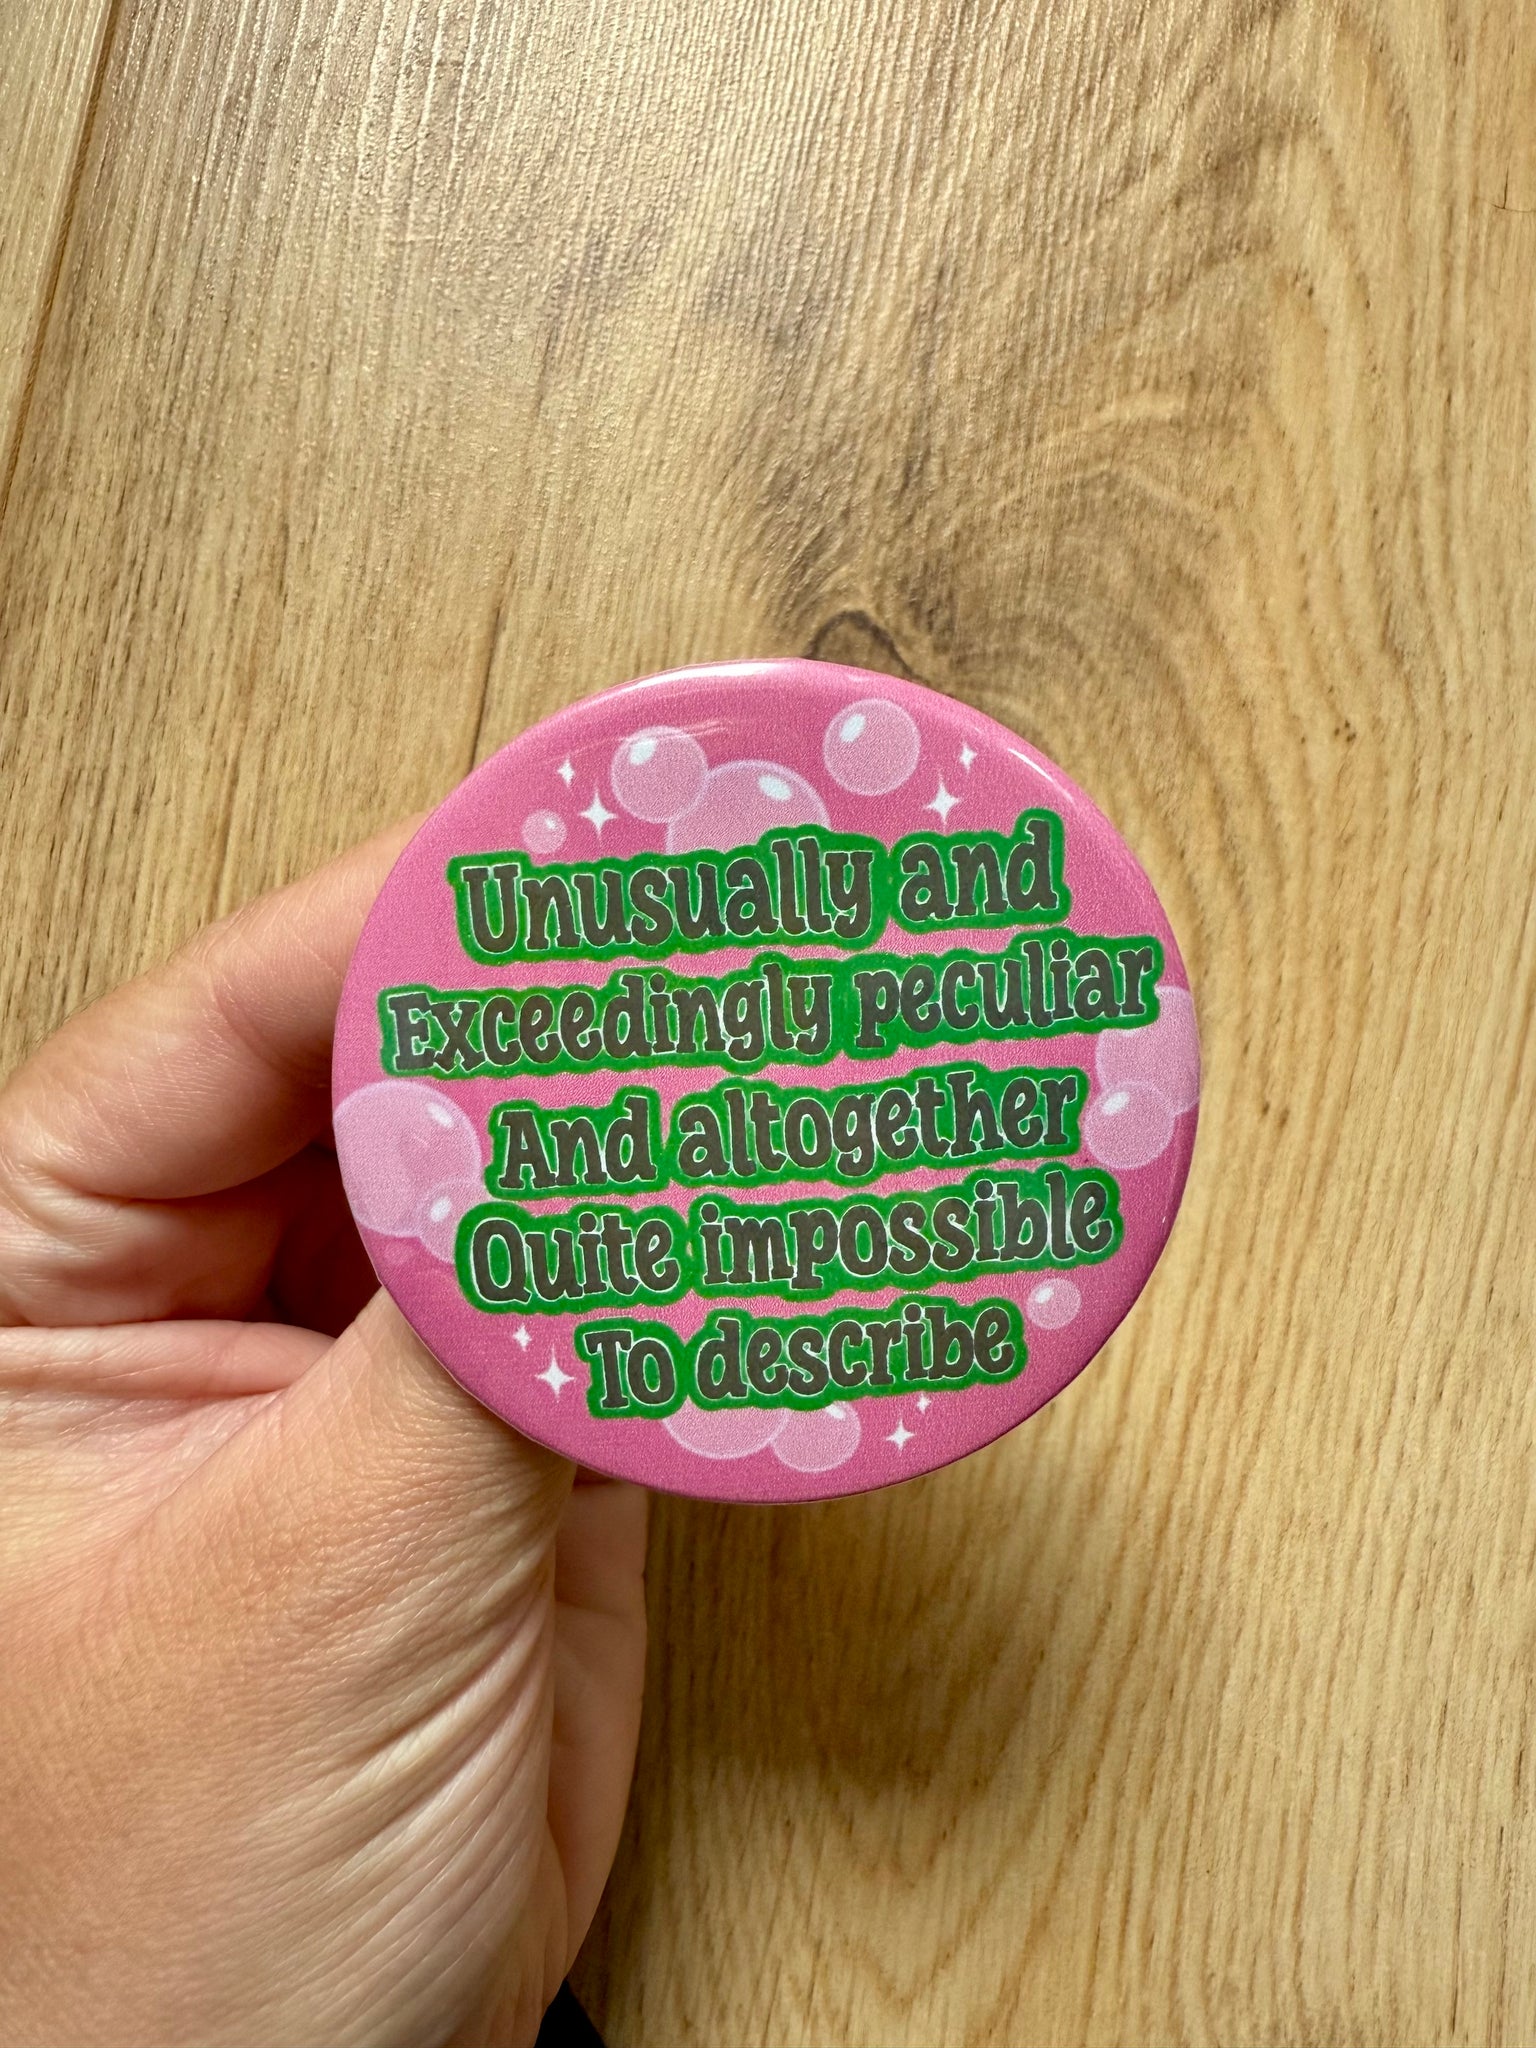 Unusually and
Exceedingly peculiar
And altogether
Quite impossible
To describe